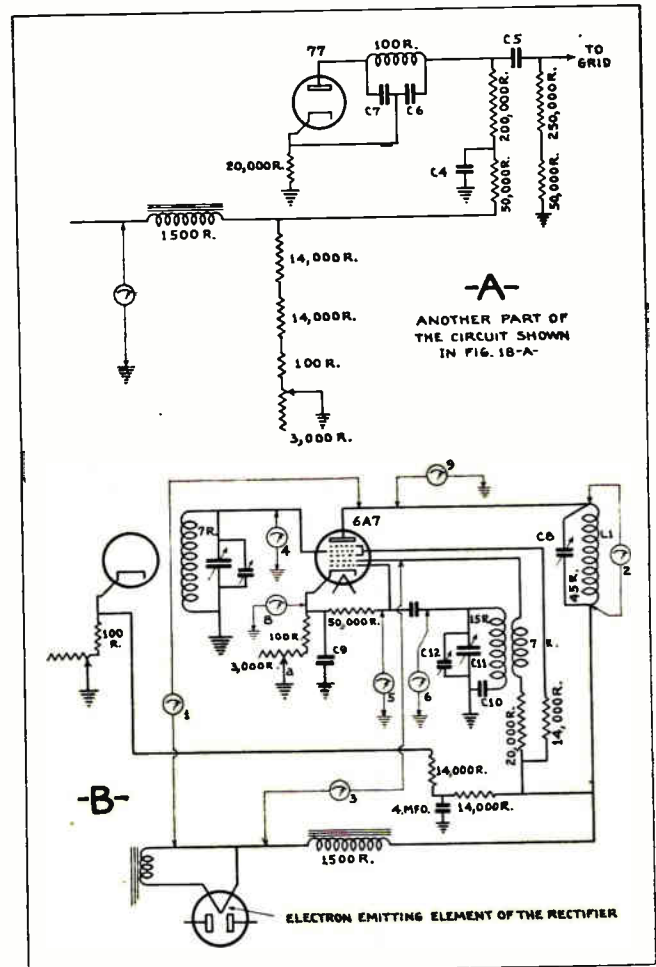 77
100R.
C5
TO
GRID
C7
C6
200,000R.
250,000R.
20,000R.
C4
50,000R.
50,000R.
1500R.
14,000R.
-A-
14,000R.
ANOTHER PART OF
THE CIRCUIT SHOWN
IN FIG. 18-A-
100R.
3,000R.
9
6A7
7R.
4
C8
L1
45R.
2
8
50,000R.
100R.
15R.
7R.
100
R.
3,000R.
A
C9
C12
C11
5
6
C10
1
20,000R.
14,000R.
14,000R.
-B-
3
4.MFD.
14,000R.
1500R.
ELECTRON EMITTING ELEMENT OF THE RECTIFIER